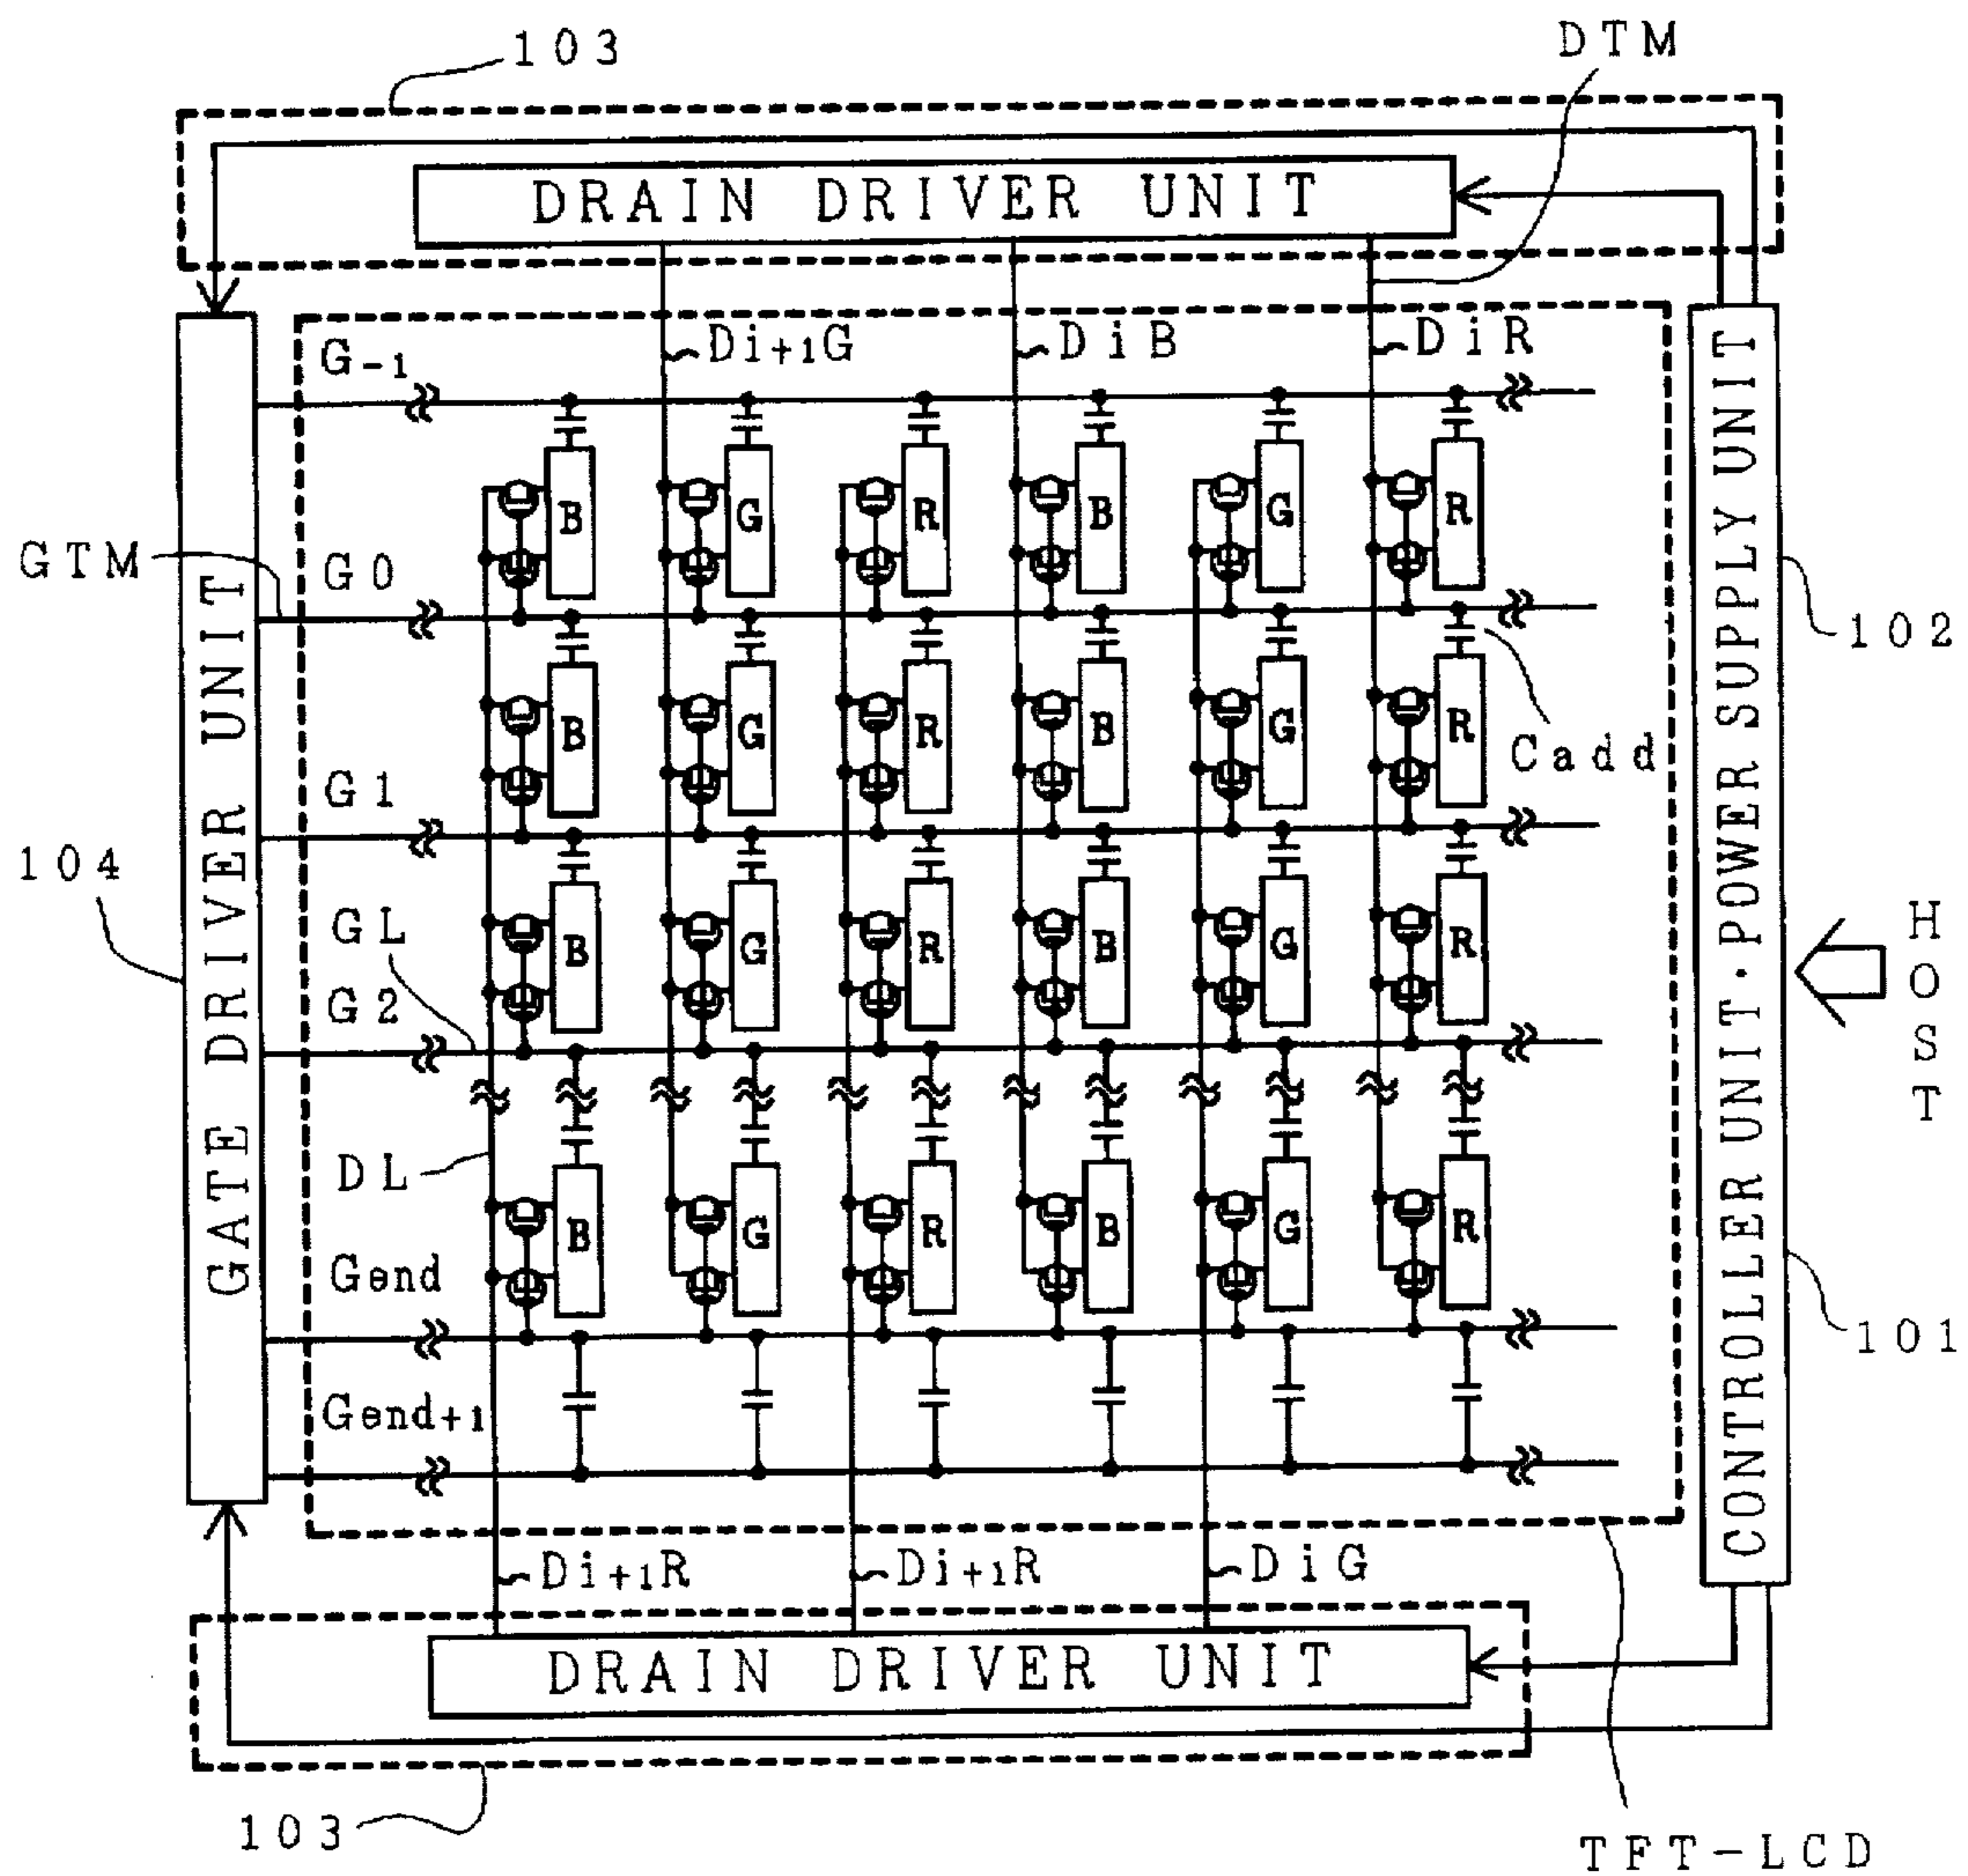 103
DTM
DRAIN DRIVER UNIT
Di+1G
DiB
DiR
G-1
B G R B G R
GTM
G0
102
B G R B G R
Cadd
G1
104
GL
B G R B G R
G2
HOST
DL
B G R B G R
Gend
101
Gend+1
GATE DRIVER UNIT
CONTROLLER UNIT·POWER SUPPLY UNIT
Di+1R
Di+1R
DiG
DRAIN DRIVER UNIT
103
TFT-LCD